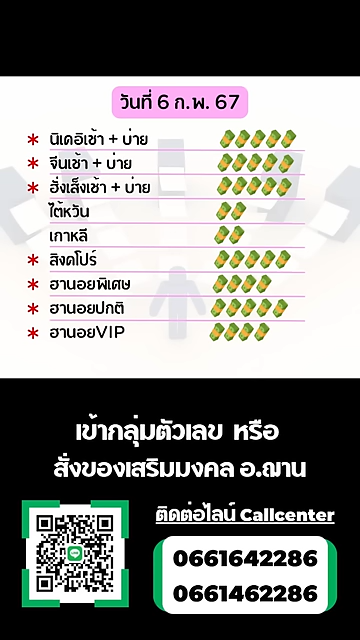 วันที่ 6 ก.พ. 67
* นิเคอิเช้า + บ่าย
* จีนเช้า + บ่าย
* ฮั่งเส็งเช้า + บ่าย
ไต้หวัน
เกาหลี
* สิงคโปร์
* ฮานอยพิเศษ
* ฮานอยปกติ
* ฮานอยVIP
เข้ากลุ่มตัวเลข หรือ
สั่งของเสริมมงคล อ.ฌาน
ติดต่อไลน์ Callcenter
0661642286
0661462286